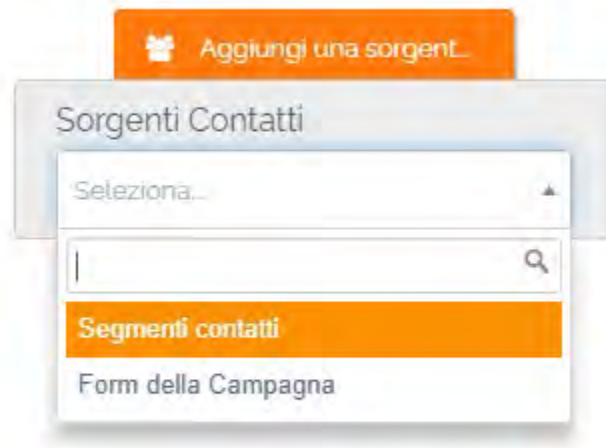 Aggiungi una sorgent...
Sorgenti Contatti
Seleziona...
Segmenti contatti
Form della Campagna